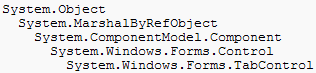 System.Object
System.MarshalByRefObject
System.ComponentModel.Component
System.Windows.Forms.Control
System.Windows.Forms.TabControl